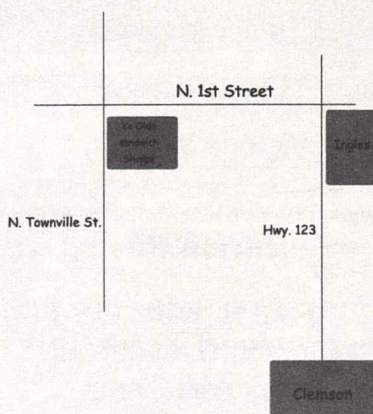 N. 1st Street
Ye Olde
sandwich
Shoppe
Ingles
N. Townville St.
Hwy. 123
Clemson